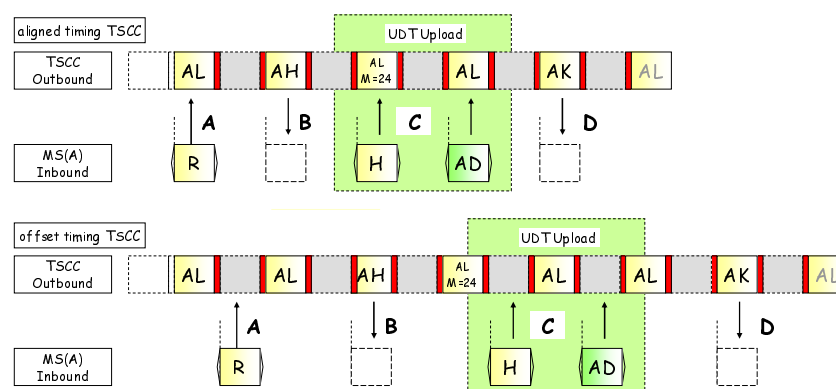 aligned timing TSCC
UDT Upload
TSCC Outbound
AL
AH
AL M=24
AL
AK
AL
A
B
C
D
MS(A) Inbound
R
H
AD
offset timing TSCC
UDT Upload
TSCC Outbound
AL
AL
AH
AL M=24
AL
AL
AK
AL
A
B
C
D
MS(A) Inbound
R
H
AD